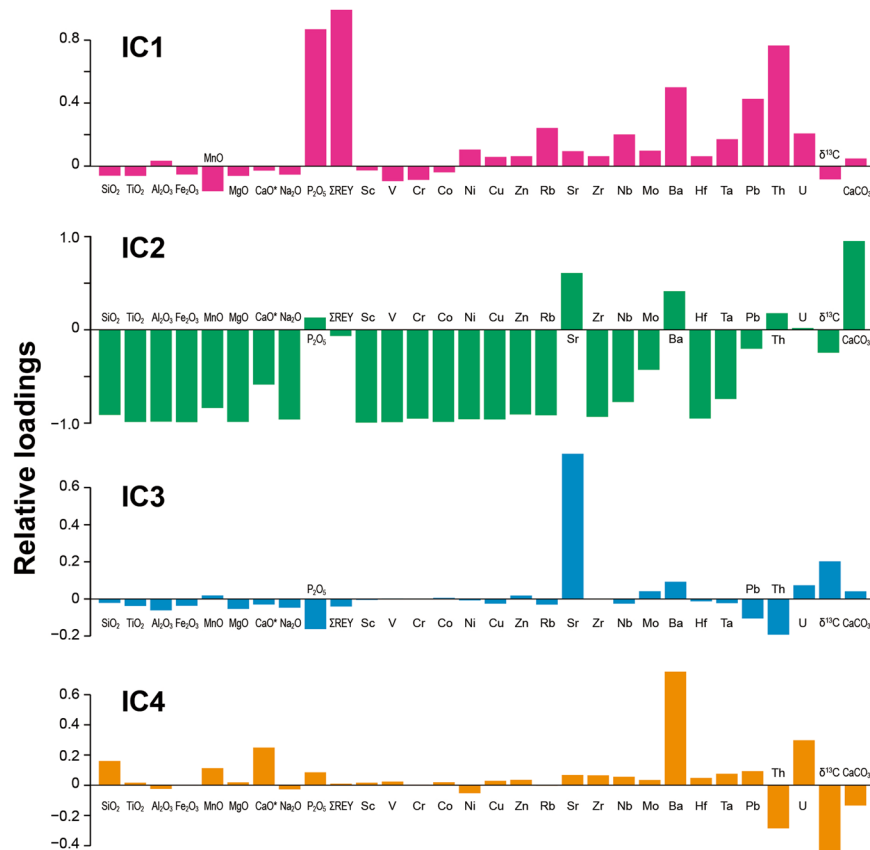 Relative loadings
IC1
0.8
0.4
0
MnO
δ¹³C
SiO₂ TiO₂ Al₂O₃ Fe₂O₃ MgO CaO* Na₂O P₂O₅ ΣREY Sc V Cr Co Ni Cu Zn Rb Sr Zr Nb Mo Ba Hf Ta Pb Th U CaCO₃
IC2
1.0
0
−1.0
SiO₂ TiO₂ Al₂O₃ Fe₂O₃ MnO MgO CaO* Na₂O ΣREY Sc V Cr Co Ni Cu Zn Rb Zr Nb Mo Hf Ta Pb U δ¹³C
P₂O₅ Sr Ba Th CaCO₃
IC3
0.6
0.4
0.2
0
−0.2
P₂O₅ Pb Th
SiO₂ TiO₂ Al₂O₃ Fe₂O₃ MnO MgO CaO* Na₂O ΣREY Sc V Cr Co Ni Cu Zn Rb Sr Zr Nb Mo Ba Hf Ta U δ¹³C CaCO₃
IC4
0.6
0.4
0.2
0
−0.2
−0.4
Th δ¹³C CaCO₃
SiO₂ TiO₂ Al₂O₃ Fe₂O₃ MnO MgO CaO* Na₂O P₂O₅ ΣREY Sc V Cr Co Ni Cu Zn Rb Sr Zr Nb Mo Ba Hf Ta Pb U